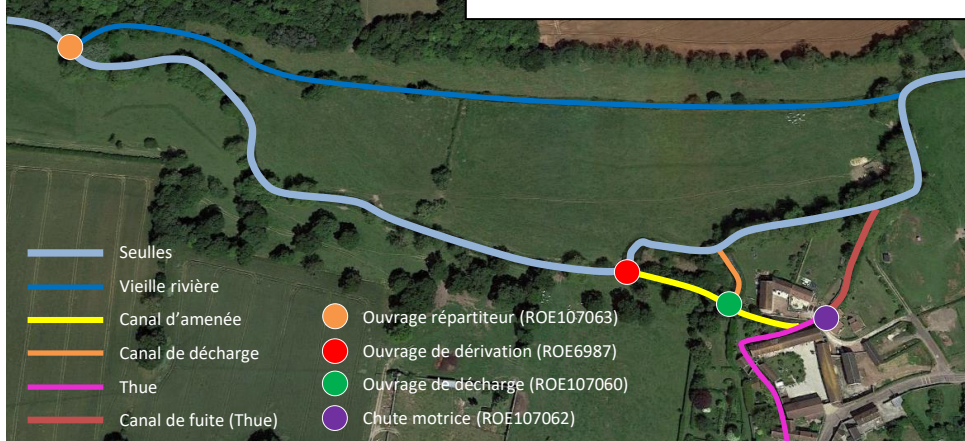 Seulles
Vieille rivière
Canal d'amenée
Canal de décharge
Thue
Canal de fuite (Thue)
Ouvrage répartiteur (ROE107063)
Ouvrage de dérivation (ROE6987)
Ouvrage de décharge (ROE107060)
Chute motrice (ROE107062)